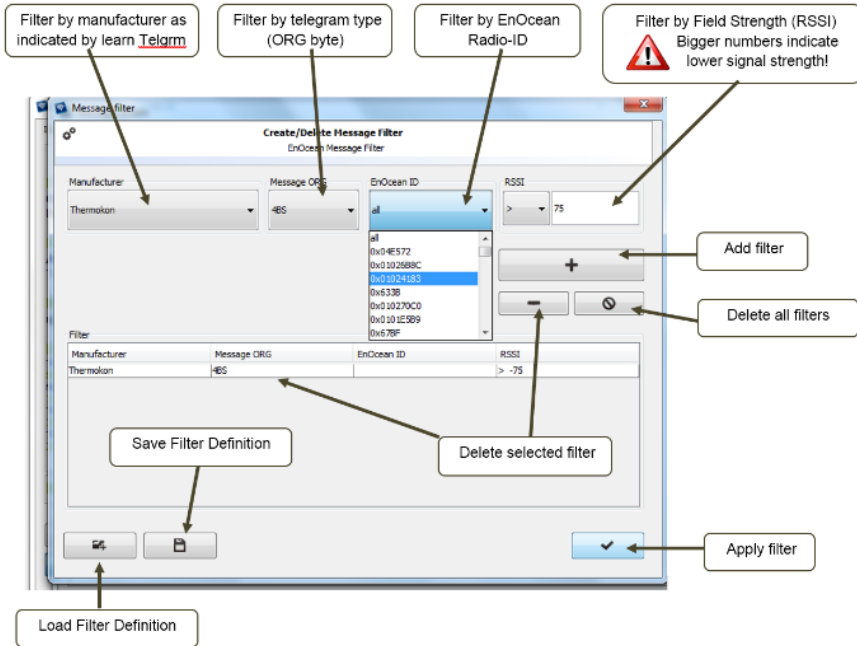 Filter by manufacturer as
indicated by learn Telgrm
Filter by telegram type
(ORG byte)
Filter by EnOcean
Radio-ID
Filter by Field Strength (RSSI)
Bigger numbers indicate
lower signal strength!
Message filter
Create/Delete Message Filter
EnOcean Message Filter
Manufacturer
Message ORG
EnOcean ID
RSSI
Thermokon
4BS
all
>
75
all
0x04E572
0x0102688C
0x01024183
0x633B
0x010270C0
0x0101E5B9
0x67BF
Add filter
Delete all filters
Filter
Manufacturer
Message ORG
EnOcean ID
RSSI
Thermokon
4BS
> -75
Save Filter Definition
Delete selected filter
Apply filter
Load Filter Definition